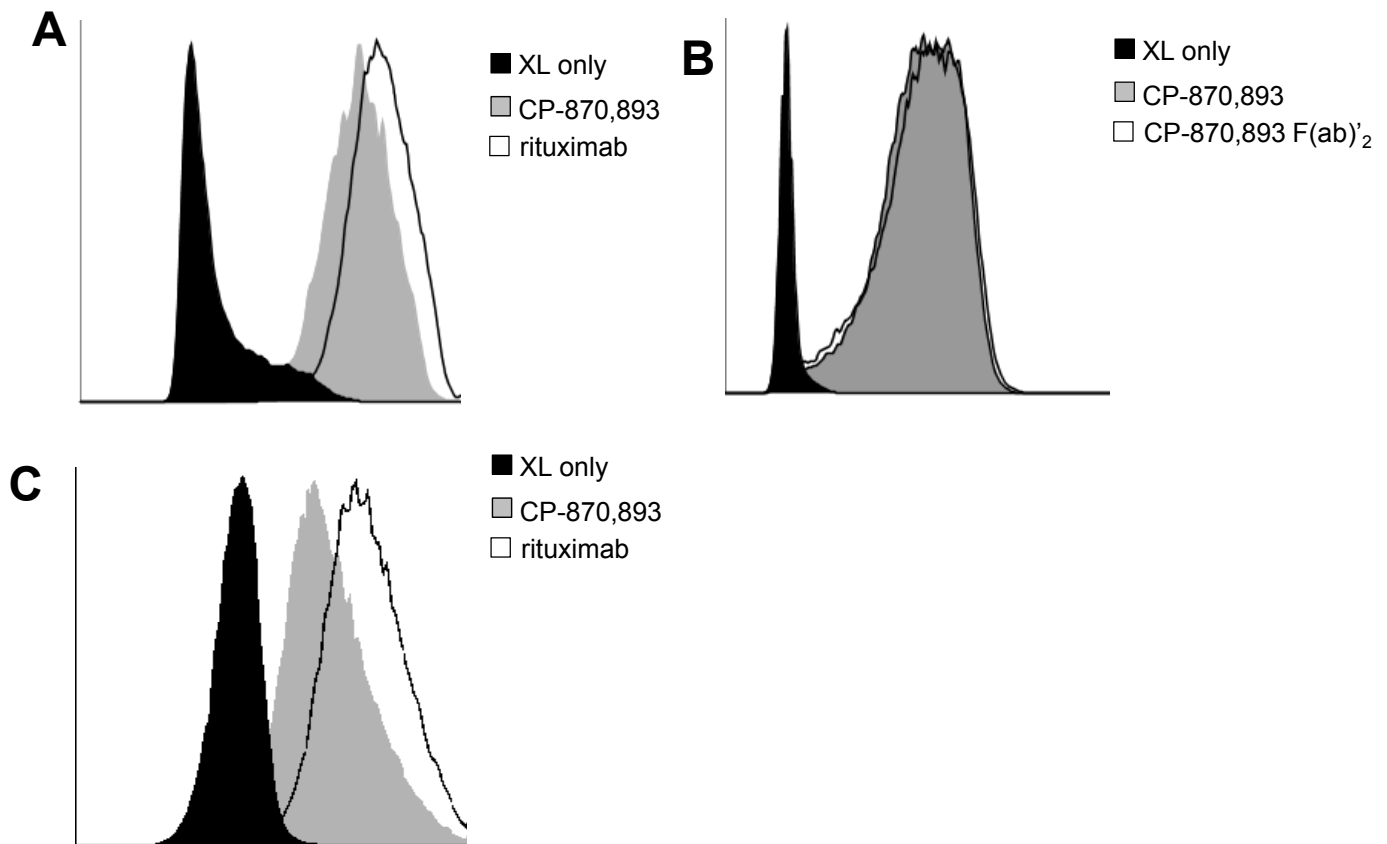 A
XL only
CP-870,893
rituximab
B
XL only
CP-870,893
CP-870,893 F(ab)’₂
C
XL only
CP-870,893
rituximab